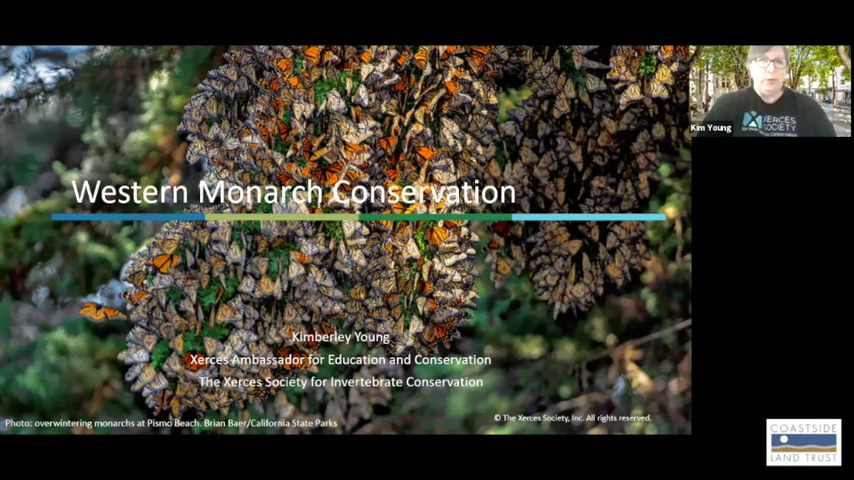 Western Monarch Conservation
Kimberley Young
Xerces Ambassador for Education and Conservation
The Xerces Society for Invertebrate Conservation
Photo: overwintering monarchs at Pismo Beach. Brian Baer/California State Parks
© The Xerces Society, Inc. All rights reserved.
XERCES
SOCIETY
Kim Young
COASTSIDE
LAND TRUST